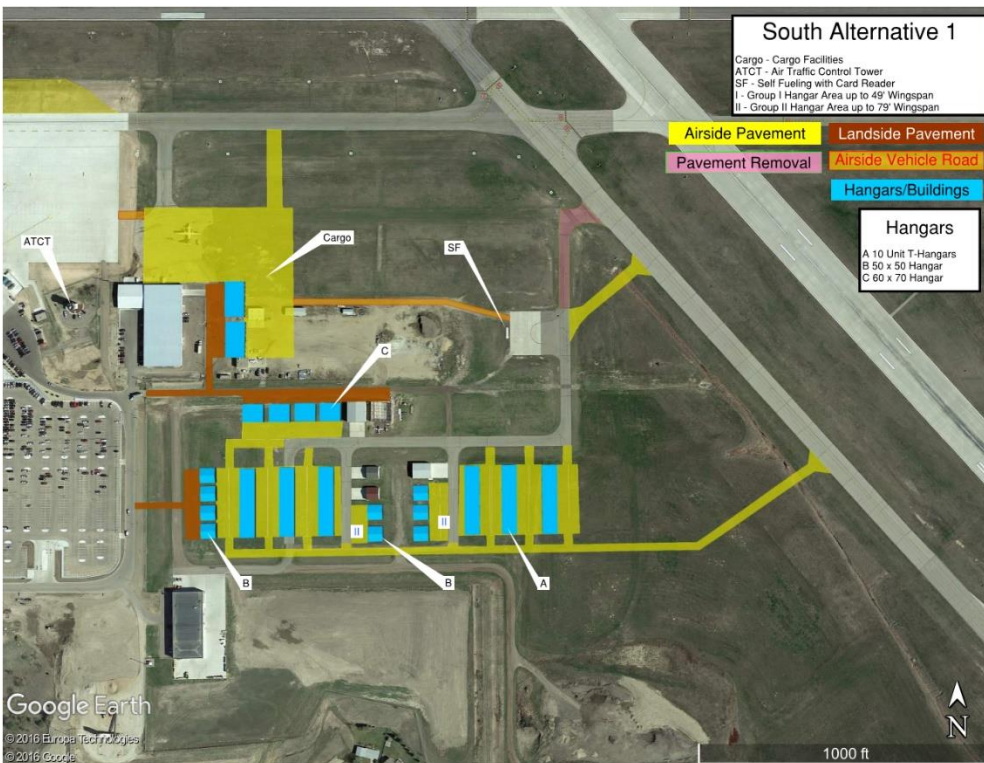 South Alternative 1
Cargo - Cargo Facilities
ATCT - Air Traffic Control Tower
SF - Self Fueling with Card Reader
I - Group I Hangar Area up to 49' Wingspan
II - Group II Hangar Area up to 79' Wingspan
Airside Pavement
Landside Pavement
Pavement Removal
Airside Vehicle Road
Hangars/Buildings
Hangars
A 10 Unit T-Hangars
B 50 x 50 Hangar
C 60 x 70 Hangar
ATCT
Cargo
SF
C
II
II
B
B
A
Google Earth
© 2016 Europa Technologies
© 2016 Google
N
1000 ft